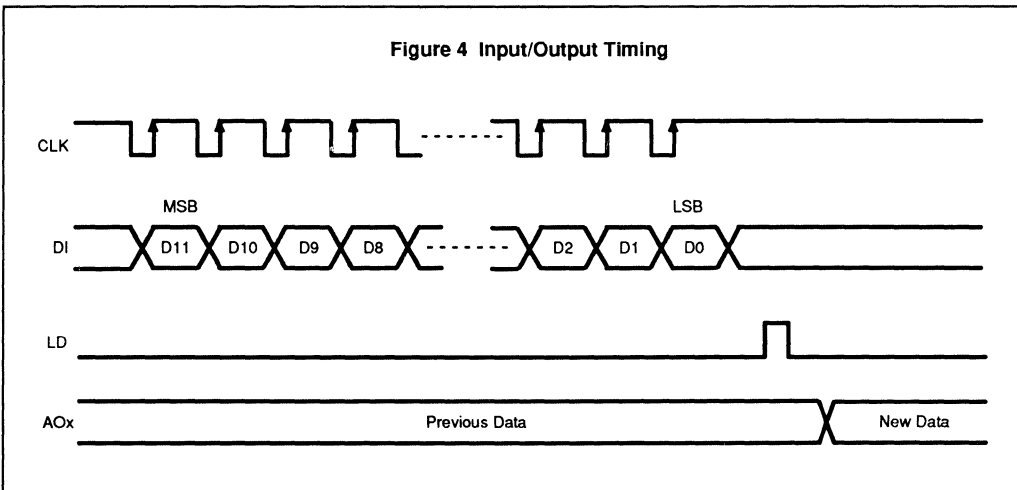 Figure 4 Input/Output Timing
CLK
MSB LSB
DI D11 D10 D9 D8 D2 D1 D0
LD
AOx Previous Data New Data